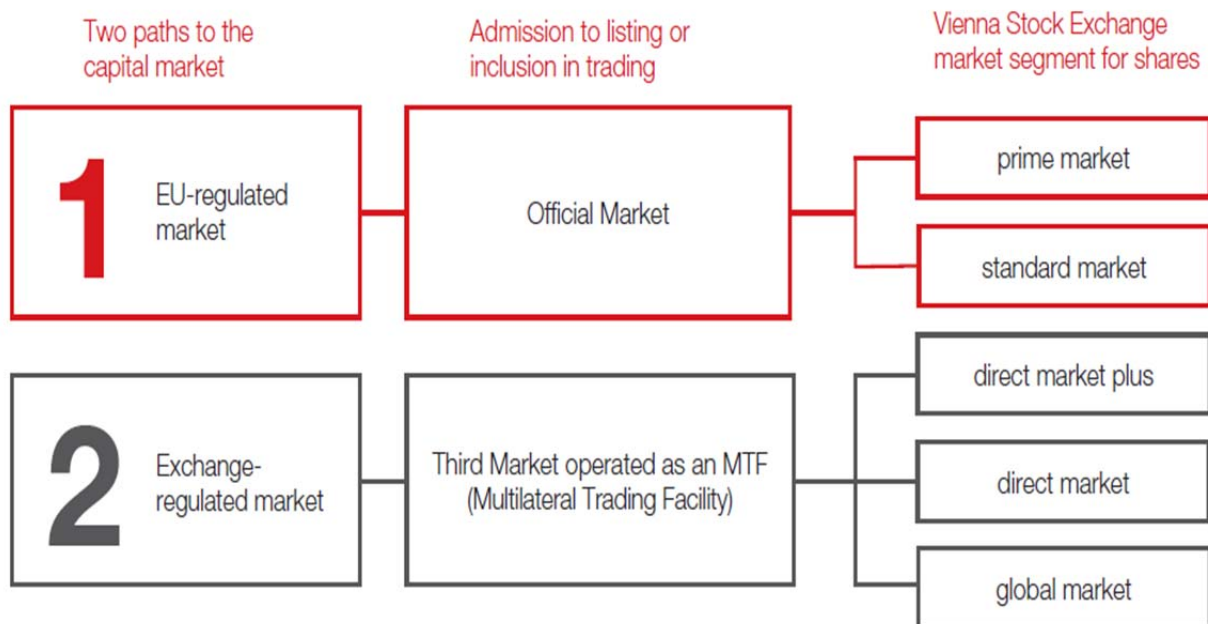 Two paths to the
capital market
Admission to listing or
inclusion in trading
Vienna Stock Exchange
market segment for shares
1
EU-regulated
market
Official Market
prime market
standard market
2
Exchange-
regulated market
Third Market operated as an MTF
(Multilateral Trading Facility)
direct market plus
direct market
global market